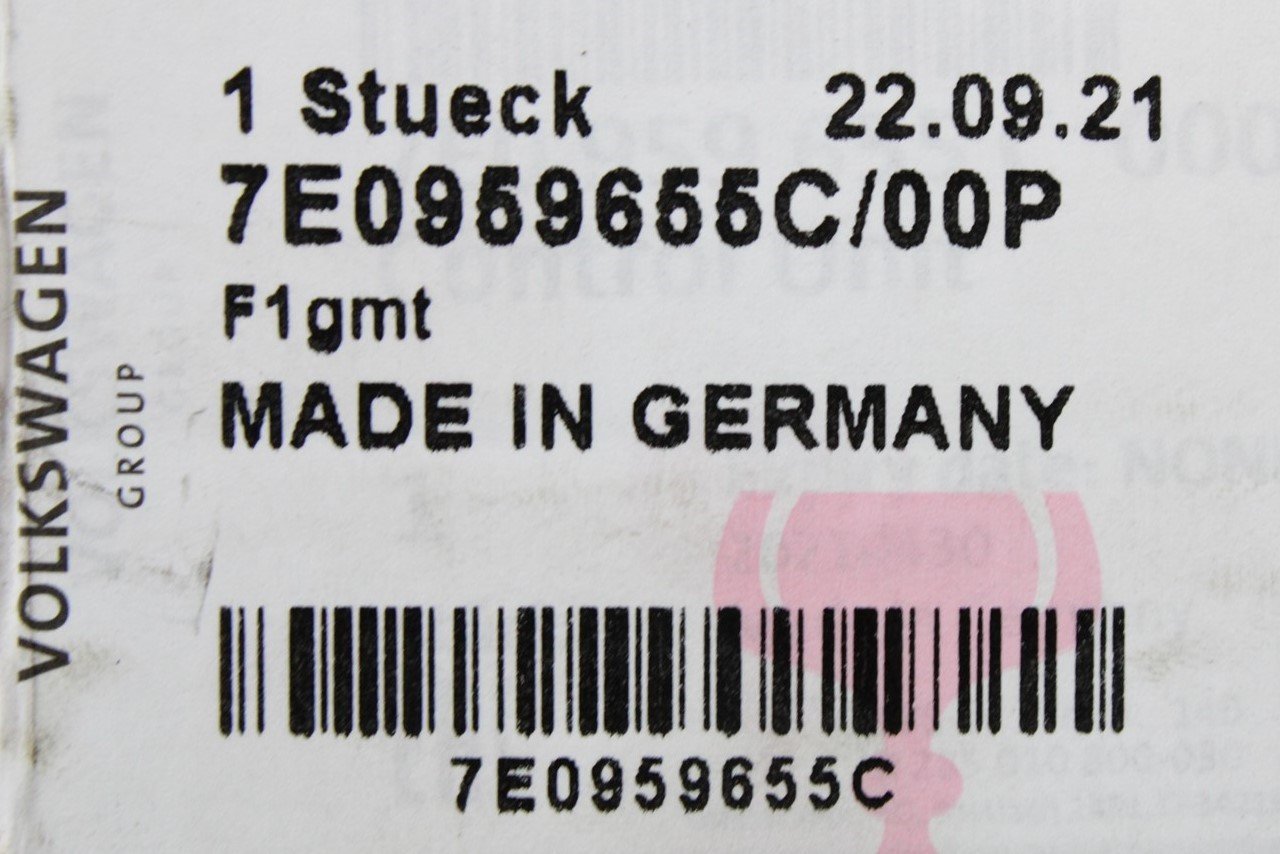 VOLKSWAGEN
GROUP
1 Stueck 22.09.21
7E0959655C/00P
F1gmt
MADE IN GERMANY
7E0959655C